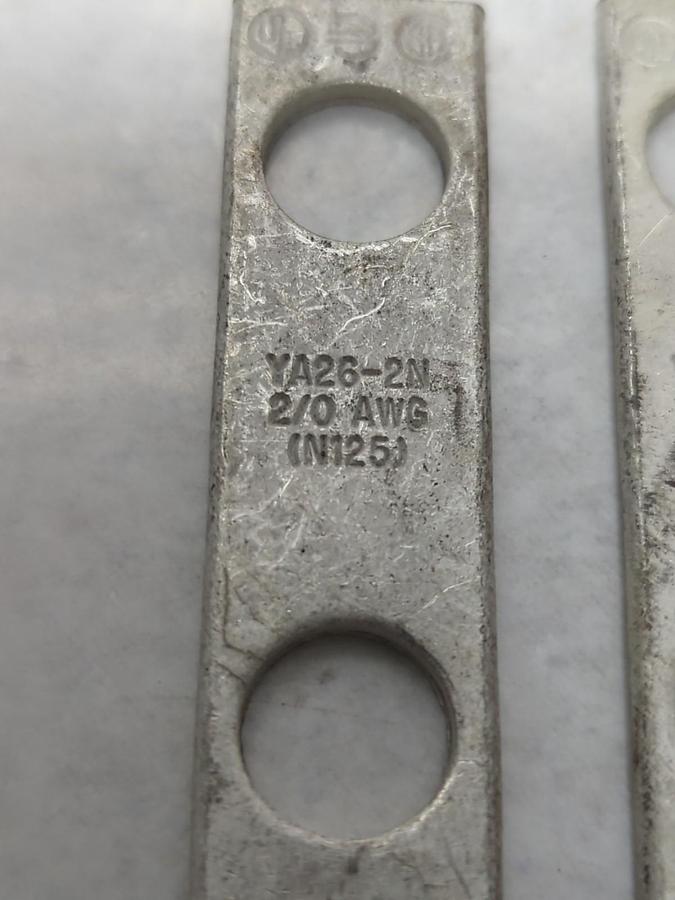 YA26-2N
2/0 AWG
(N125)